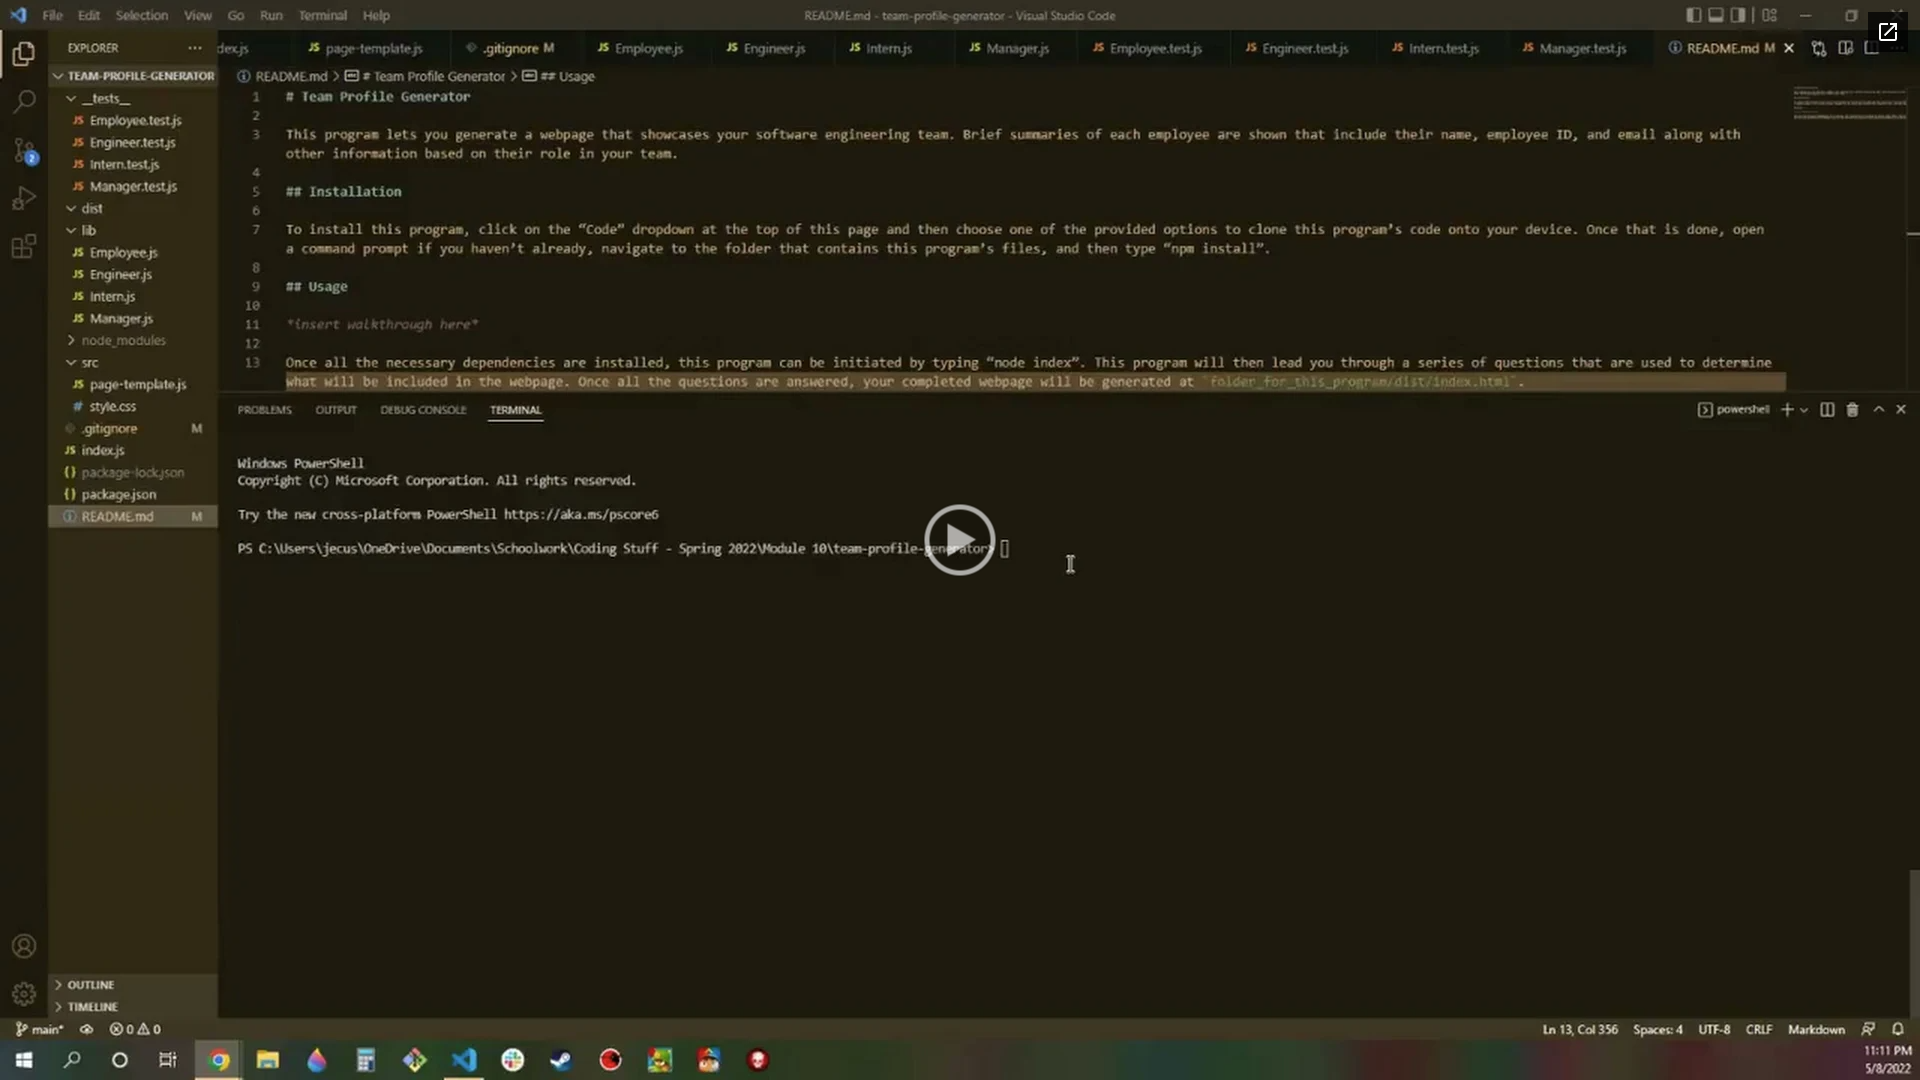 File Edit Selection View Go Run Terminal Help
README.md - team-profile-generator - Visual Studio Code
EXPLORER
dex.js page-template.js .gitignore M Employee.js Engineer.js Intern.js Manager.js Employee.test.js Engineer.test.js Intern.test.js Manager.test.js README.md M
TEAM-PROFILE-GENERATOR
__tests__
Employee.test.js
Engineer.test.js
Intern.test.js
Manager.test.js
dist
lib
Employee.js
Engineer.js
Intern.js
Manager.js
node_modules
src
page-template.js
style.css
.gitignore M
index.js
package-lock.json
package.json
README.md M
OUTLINE
TIMELINE
2
README.md > # Team Profile Generator > ## Usage
1 # Team Profile Generator
2
3 This program lets you generate a webpage that showcases your software engineering team. Brief summaries of each employee are shown that include their name, employee ID, and email along with
other information based on their role in your team.
4
5 ## Installation
6
7 To install this program, click on the “Code” dropdown at the top of this page and then choose one of the provided options to clone this program’s code onto your device. Once that is done, open
a command prompt if you haven’t already, navigate to the folder that contains this program’s files, and then type “npm install”.
8
9 ## Usage
10
11 *insert walkthrough here*
12
13 Once all the necessary dependencies are installed, this program can be initiated by typing “node index”. This program will then lead you through a series of questions that are used to determine
what will be included in the webpage. Once all the questions are answered, your completed webpage will be generated at `folder_for_this_program/dist/index.html`.
PROBLEMS OUTPUT DEBUG CONSOLE TERMINAL
powershell
Windows PowerShell
Copyright (C) Microsoft Corporation. All rights reserved.
Try the new cross-platform PowerShell https://aka.ms/pscore6
PS C:\Users\jecus\OneDrive\Documents\Schoolwork\Coding Stuff - Spring 2022\Module 10\team-profile-generator>
main* 0 0
Ln 13, Col 356 Spaces: 4 UTF-8 CRLF Markdown
11:11 PM
5/8/2022